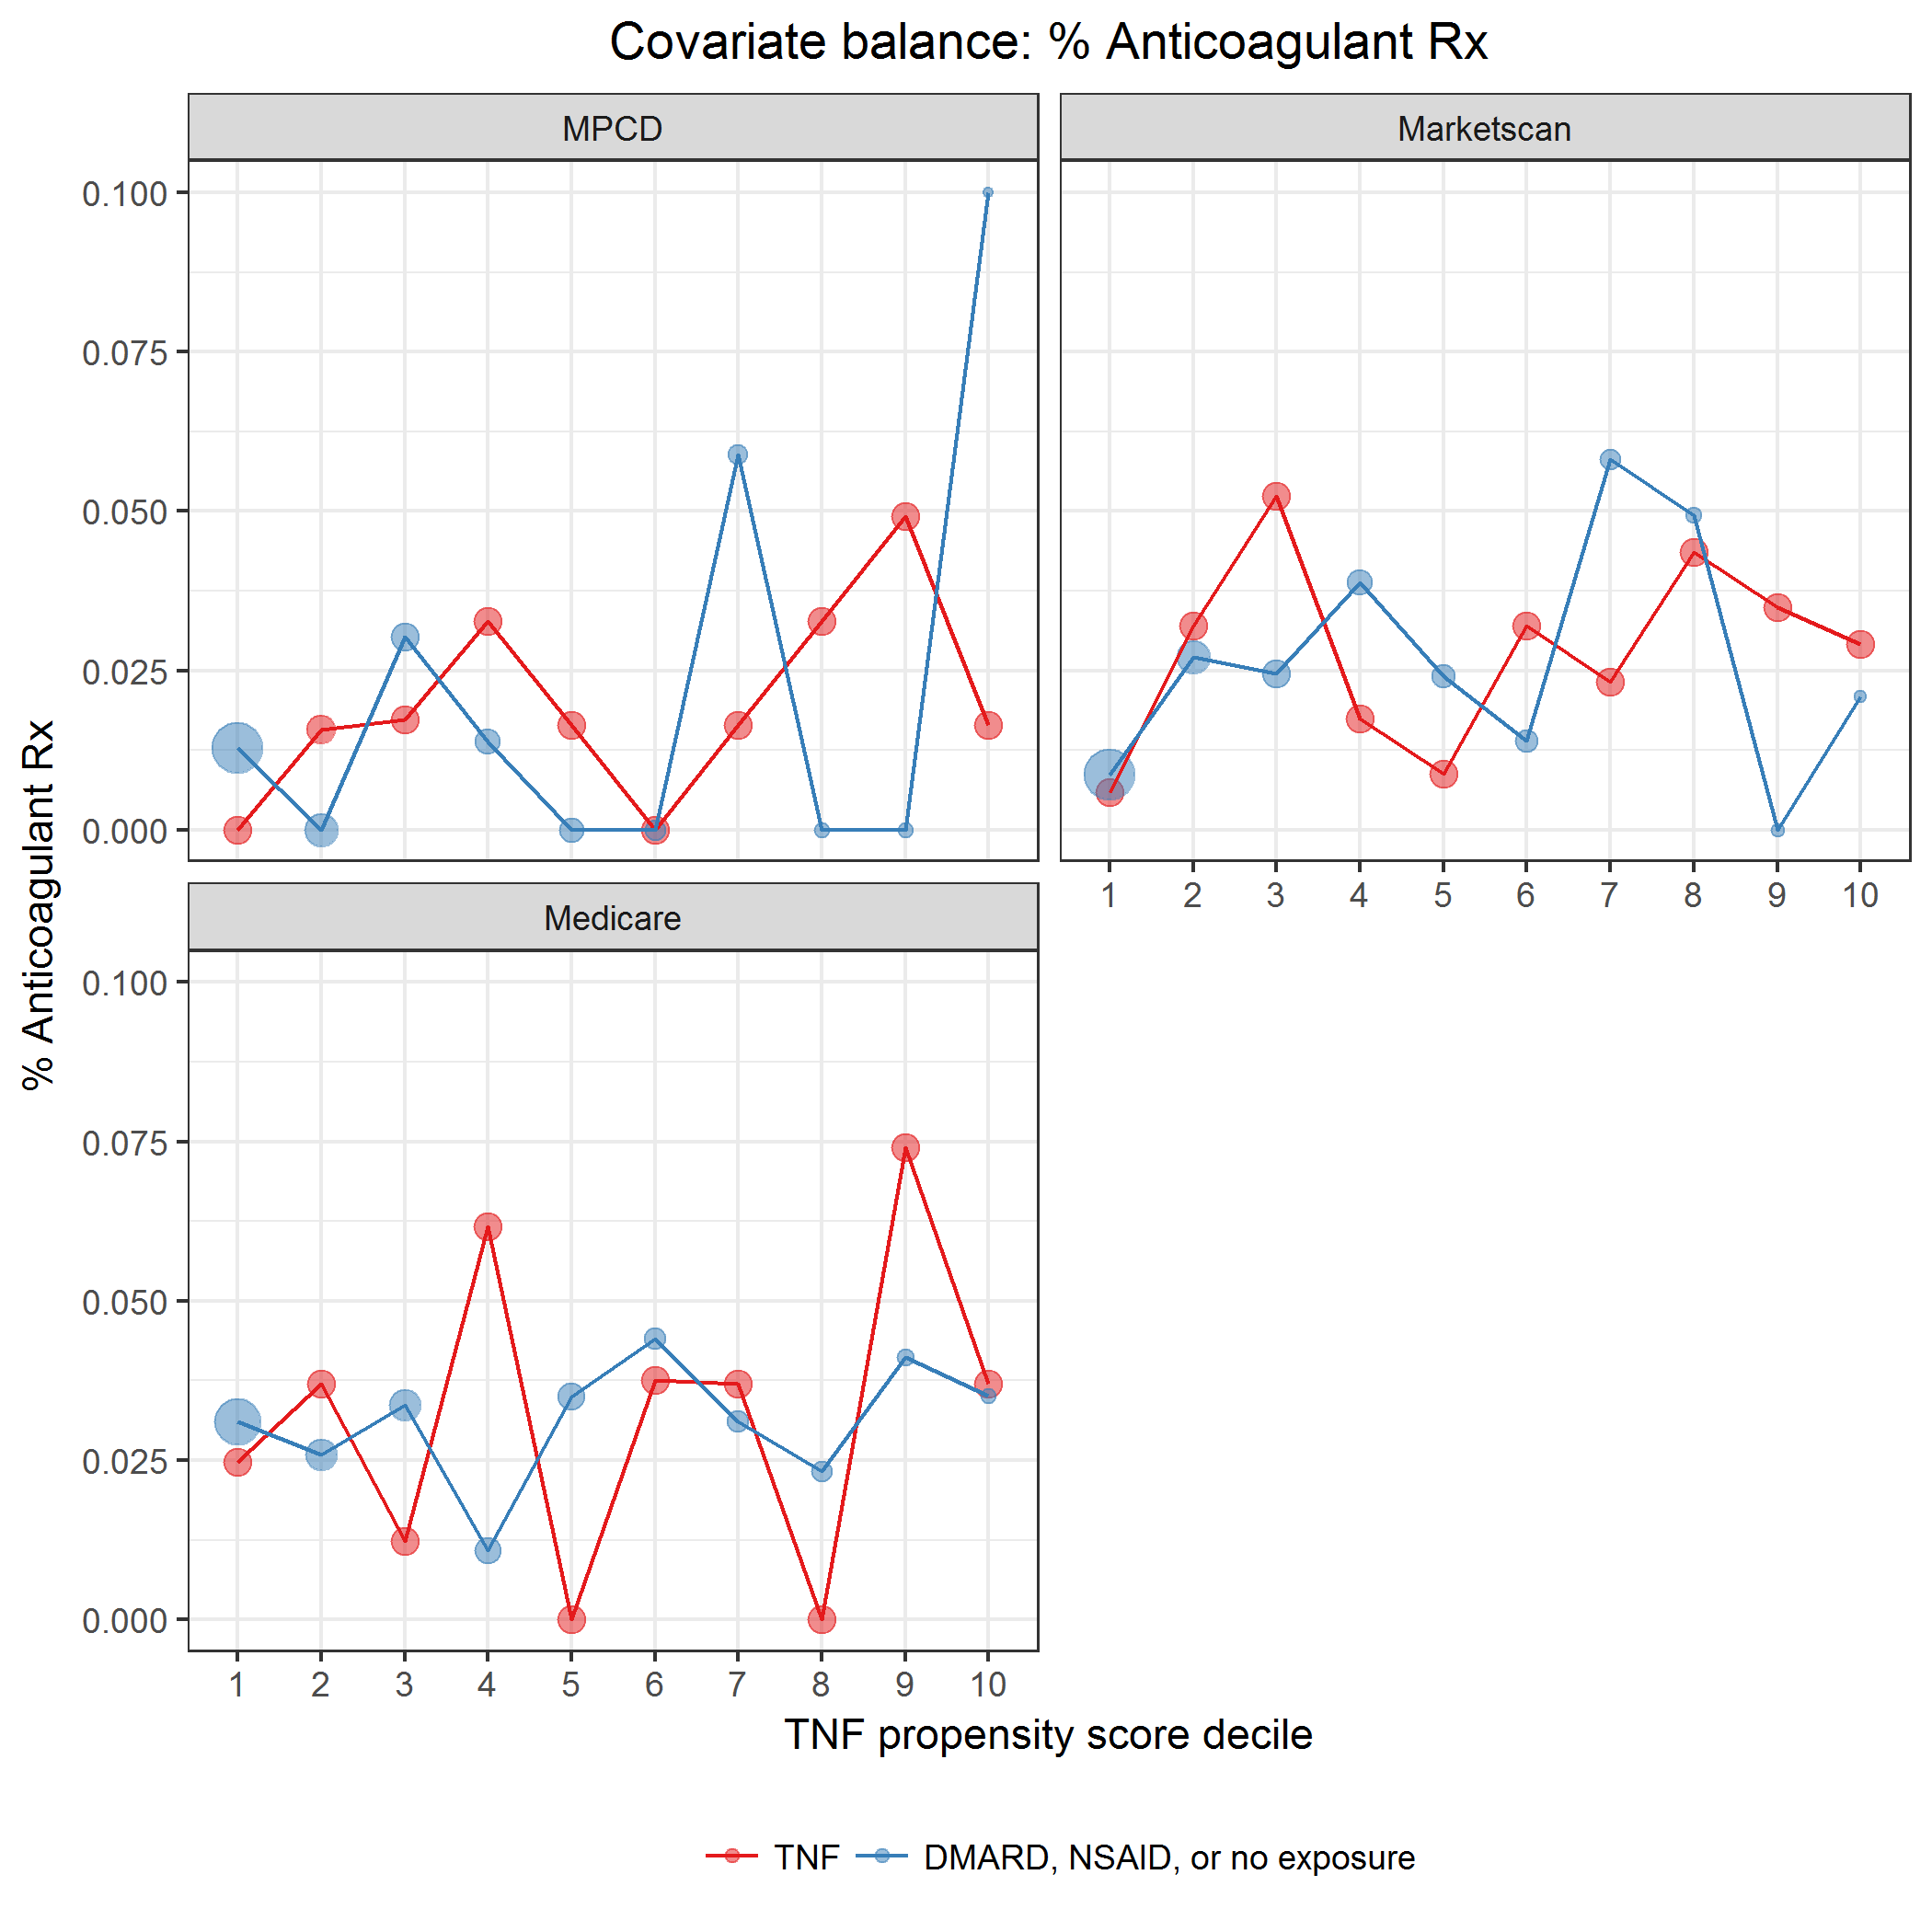 Covariate balance: % Anticoagulant Rx
MPCD
Marketscan
0.100
0.075
0.050
0.025
0.000
1 2 3 4 5 6 7 8 9 10
Medicare
0.100
0.075
0.050
0.025
0.000
1 2 3 4 5 6 7 8 9 10
% Anticoagulant Rx
TNF propensity score decile
TNF DMARD, NSAID, or no exposure